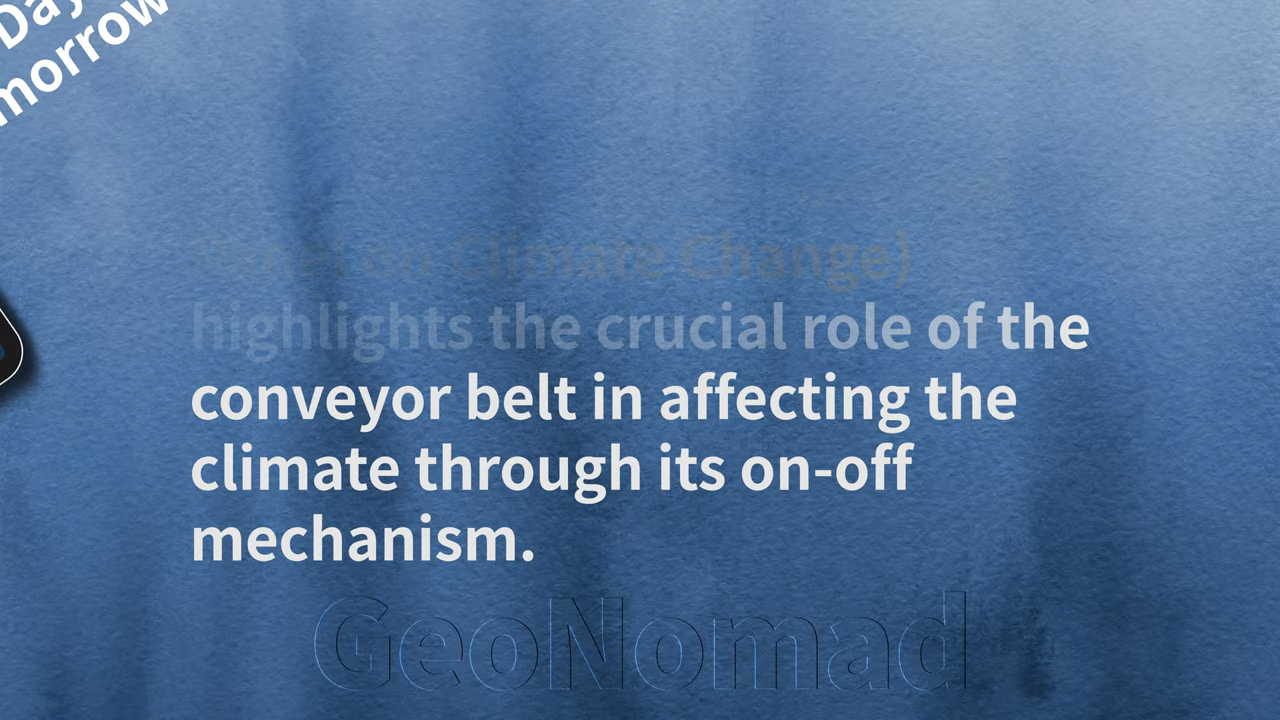 Day
morrow
Panel on Climate Change)
highlights the crucial role of the
conveyor belt in affecting the
climate through its on-off
mechanism.
GeoNomad